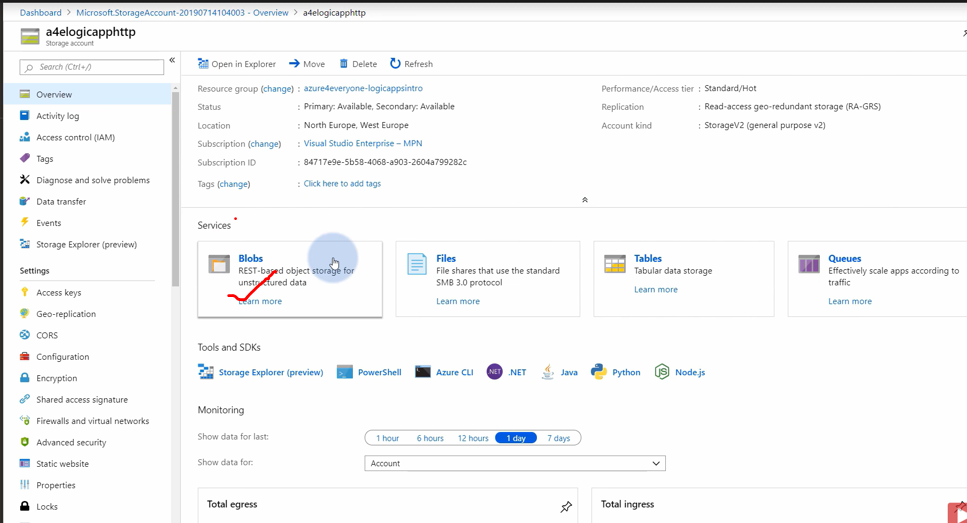 Dashboard > Microsoft.StorageAccount-20190714104003 - Overview > a4elogicapphttp
a4elogicapphttp
Storage account
Search (Ctrl+/)
«
Overview
Activity log
Access control (IAM)
Tags
Diagnose and solve problems
Data transfer
Events
Storage Explorer (preview)
Settings
Access keys
Geo-replication
CORS
Configuration
Encryption
Shared access signature
Firewalls and virtual networks
Advanced security
Static website
Properties
Locks
Open in Explorer Move Delete Refresh
Resource group (change) : azure4everyone-logicappsintro
Status : Primary: Available, Secondary: Available
Location : North Europe, West Europe
Subscription (change) : Visual Studio Enterprise – MPN
Subscription ID : 84717e9e-5b58-4068-a903-2604a799282c
Tags (change) : Click here to add tags
Performance/Access tier : Standard/Hot
Replication : Read-access geo-redundant storage (RA-GRS)
Account kind : StorageV2 (general purpose v2)
Services
Blobs
REST-based object storage for
unstructured data
Learn more
Files
File shares that use the standard
SMB 3.0 protocol
Learn more
Tables
Tabular data storage
Learn more
Queues
Effectively scale apps according to
traffic
Learn more
Tools and SDKs
Storage Explorer (preview) PowerShell Azure CLI .NET Java Python Node.js
Monitoring
Show data for last: 1 hour 6 hours 12 hours 1 day 7 days
Show data for: Account
Total egress
Total ingress